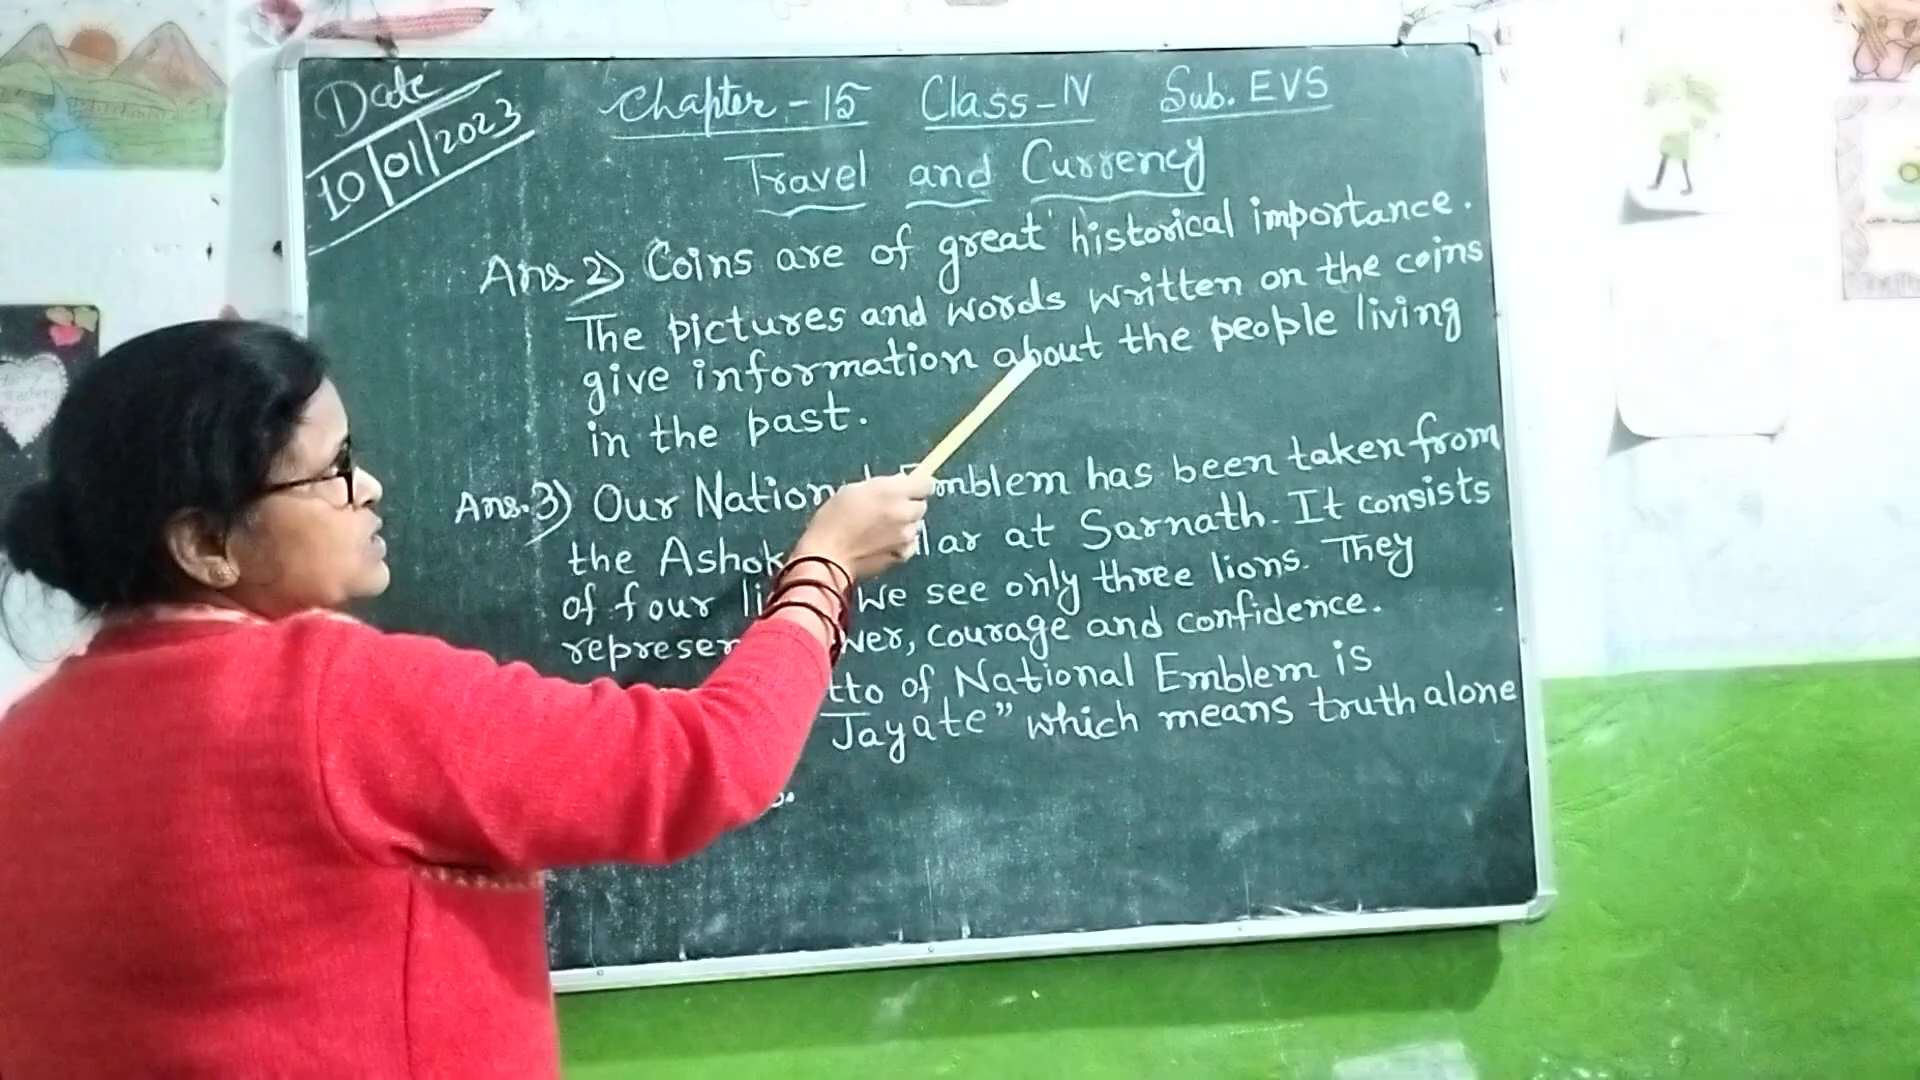 Date
10/01/2023
Chapter - 15 Class - IV Sub. EVS
Travel and Currency
Ans 2) Coins are of great historical importance.
The pictures and words written on the coins
give information about the people living
in the past.
Ans. 3) Our National Emblem has been taken from
the Ashok lar at Sarnath. It consists
of four li We see only three lions. They
represen wer, courage and confidence.
tto of National Emblem is
Jayate" which means truth alone